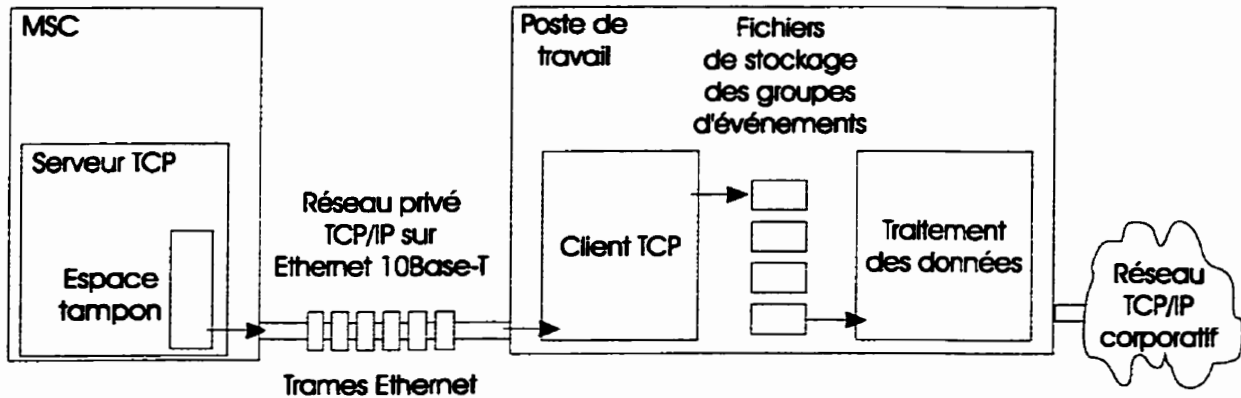 MSC
Serveur TCP
Espace
tampon
Réseau privé
TCP/IP sur
Ethernet 10Base-T
Trames Ethernet
Poste de
travail
Fichiers
de stockage
des groupes
d'événements
Client TCP
Traitement
des données
Réseau
TCP/IP
corporatif